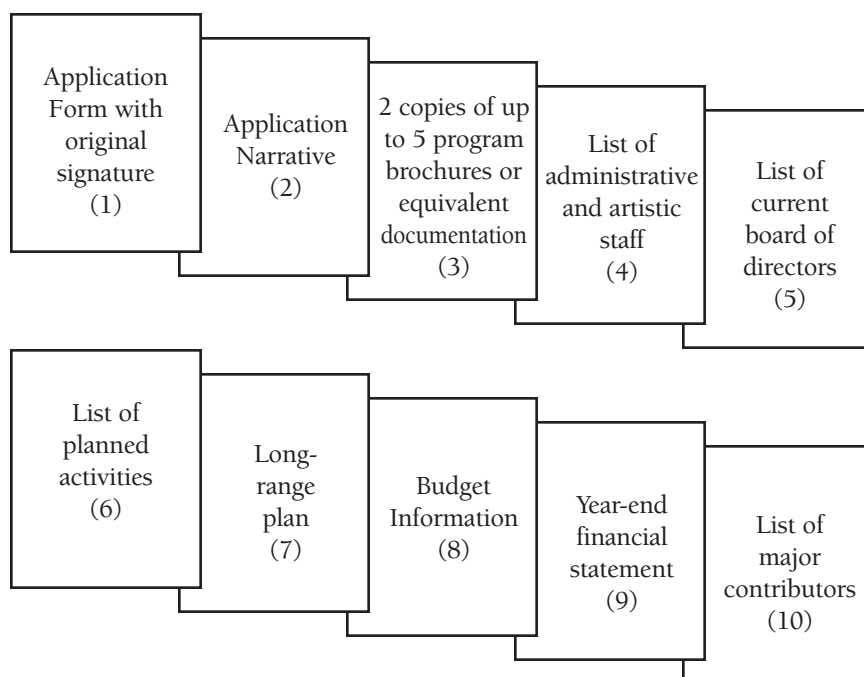 Application
Form with
original
signature
(1)
Application
Narrative
(2)
2 copies of up
to 5 program
brochures or
equivalent
documentation
(3)
List of
administrative
and artistic
staff
(4)
List of
current
board of
directors
(5)
List of
planned
activities
(6)
Long-
range
plan
(7)
Budget
Information
(8)
Year-end
financial
statement
(9)
List of
major
contributors
(10)